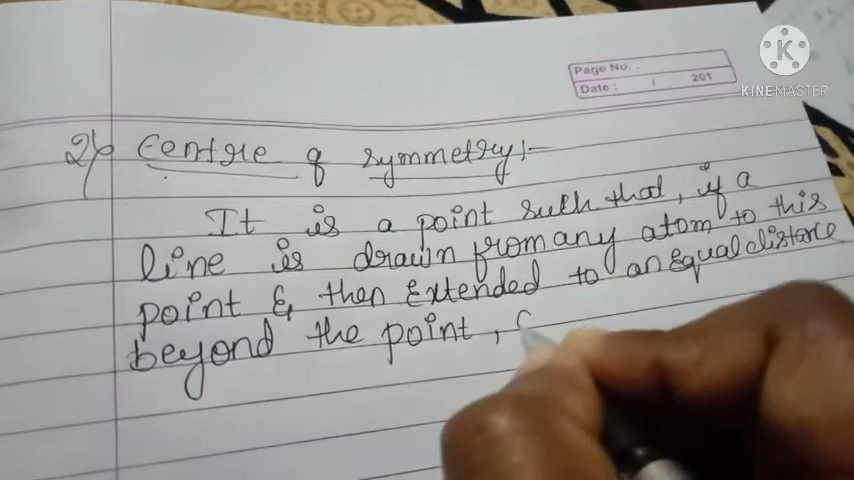 Page No. :
Date : / 201
KINEMASTER
2) Centre of symmetry:-
It is a point such that, if a
line is drawn from any atom to this
point & then extended to an equal distance
beyond the point,